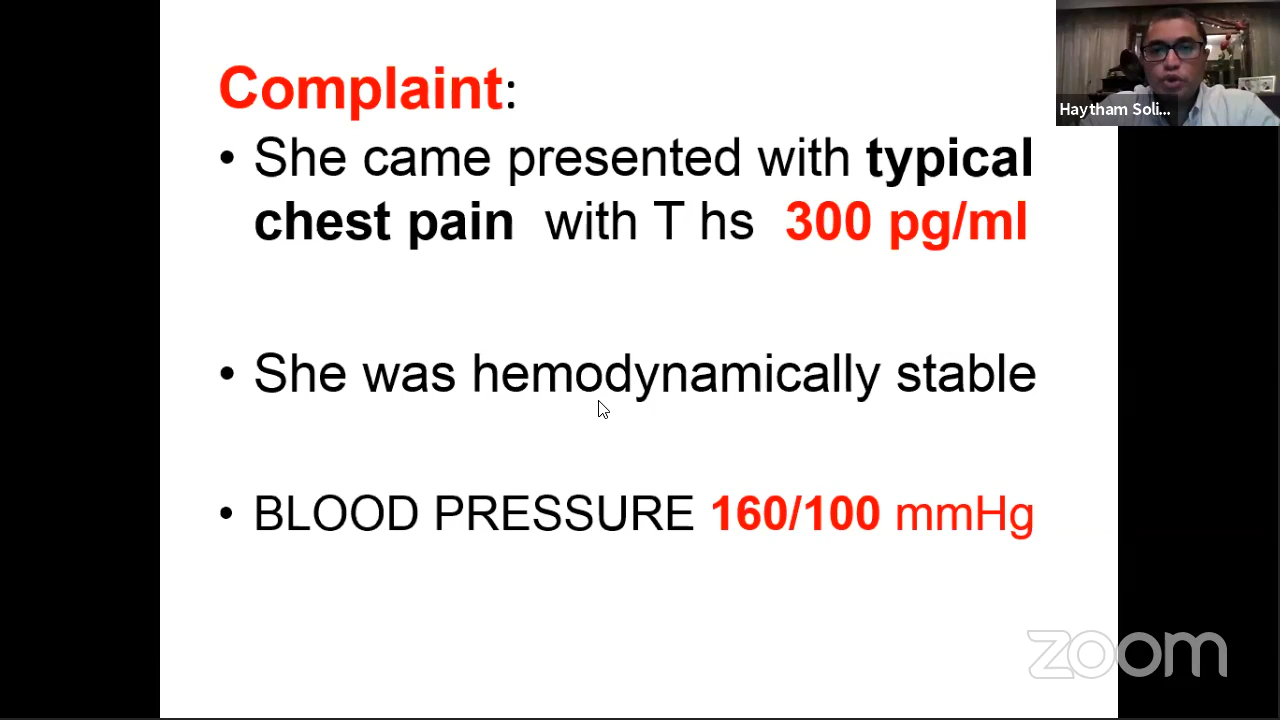 Complaint:
• She came presented with typical
chest pain with T hs 300 pg/ml
• She was hemodynamically stable
• BLOOD PRESSURE 160/100 mmHg
Haytham Soli...
zoom